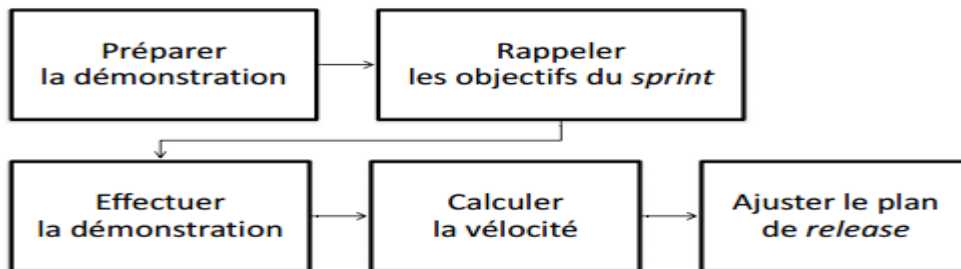 Préparer
la démonstration
Rappeler
les objectifs du sprint
Effectuer
la démonstration
Calculer
la vélocité
Ajuster le plan
de release